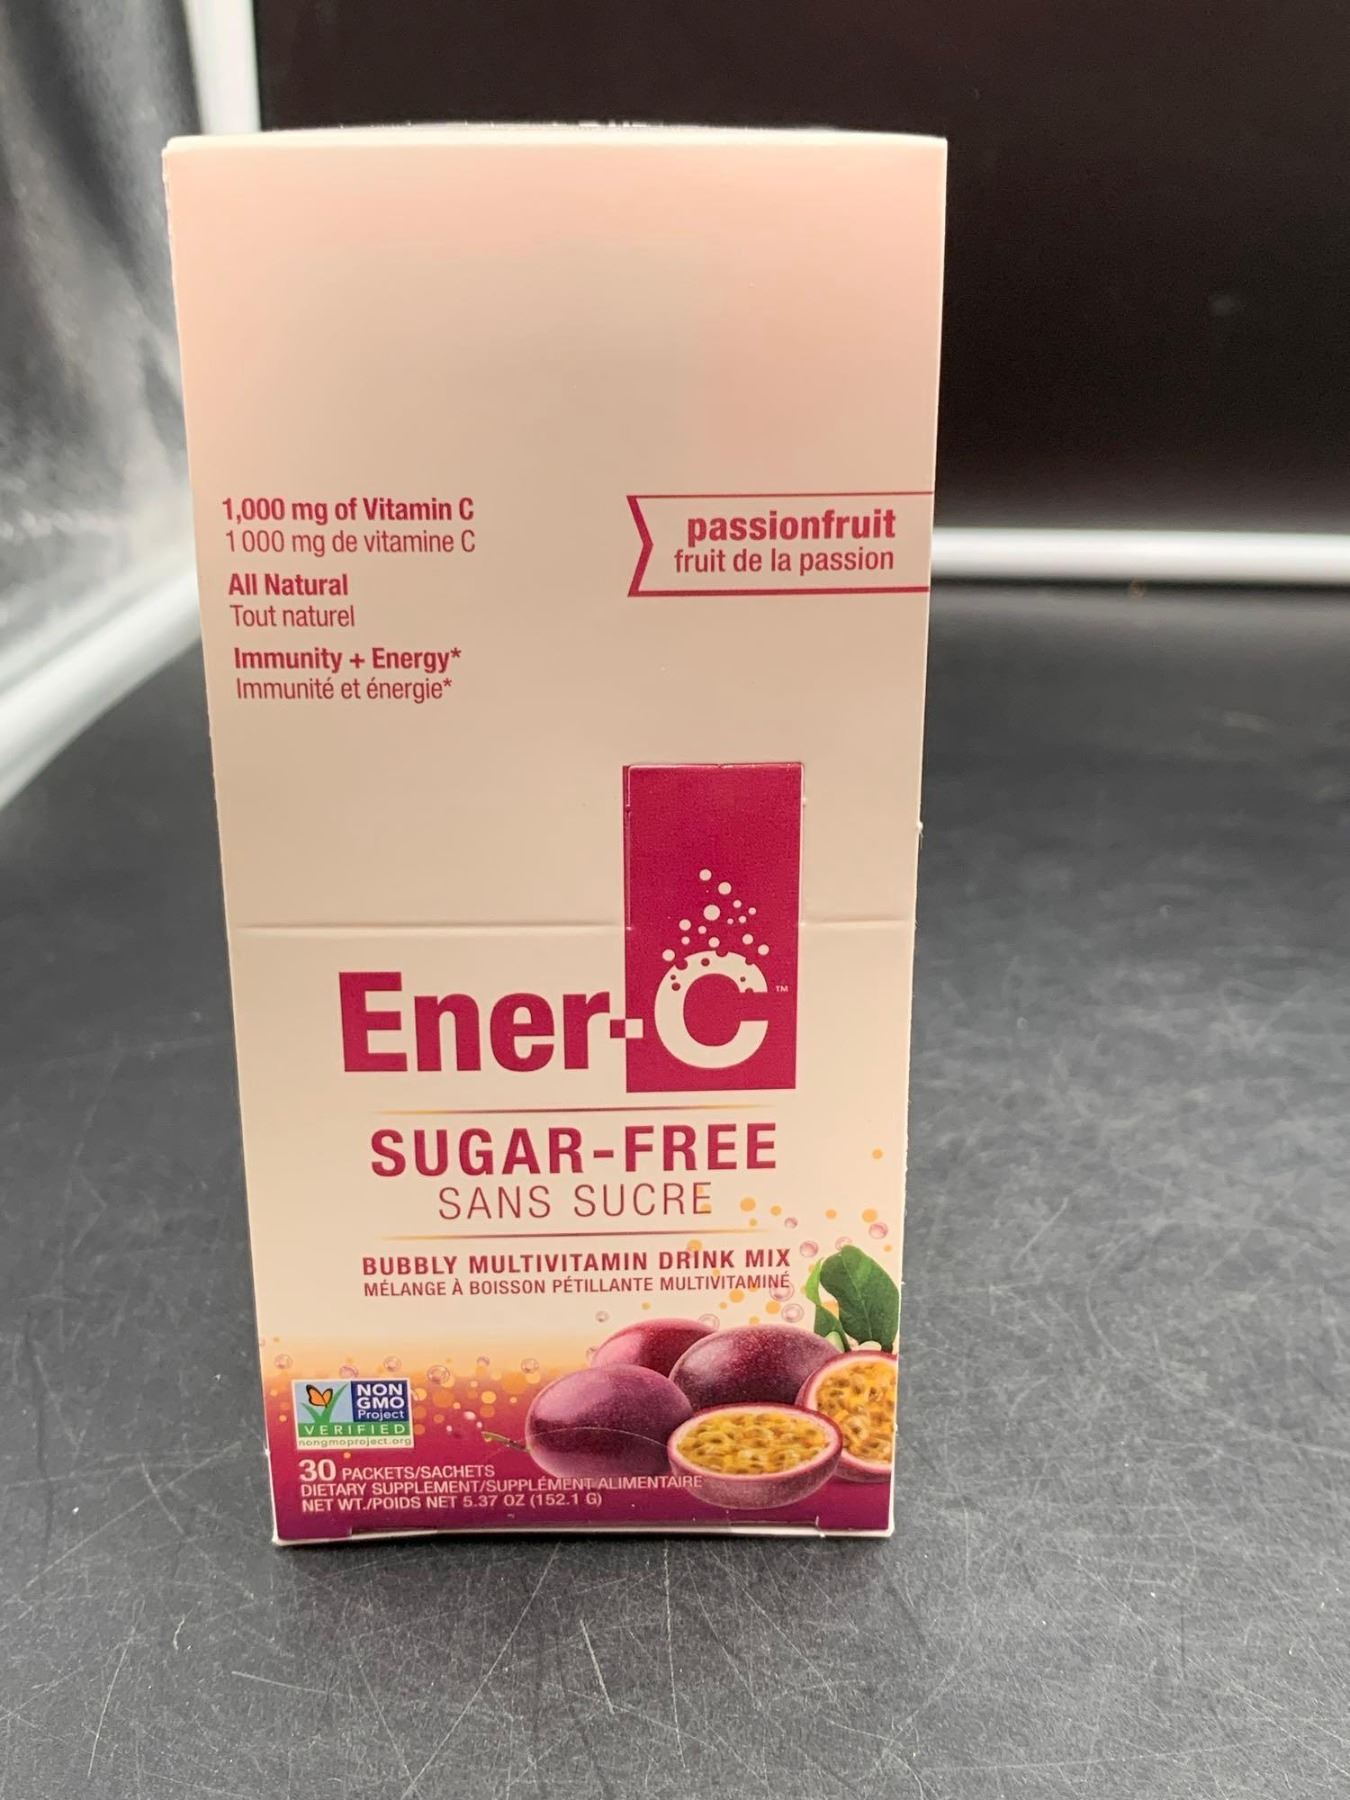 1,000 mg of Vitamin C
1 000 mg de vitamine C
All Natural
Tout naturel
Immunity + Energy*
Immunité et énergie*
passionfruit
fruit de la passion
Ener-C™
SUGAR-FREE
SANS SUCRE
BUBBLY MULTIVITAMIN DRINK MIX
MÉLANGE À BOISSON PÉTILLANTE MULTIVITAMINÉ
NON
GMO
Project
VERIFIED
nongmoproject.org
30 PACKETS/SACHETS
DIETARY SUPPLEMENT/SUPPLÉMENT ALIMENTAIRE
NET WT./POIDS NET 5.37 OZ (152.1 G)